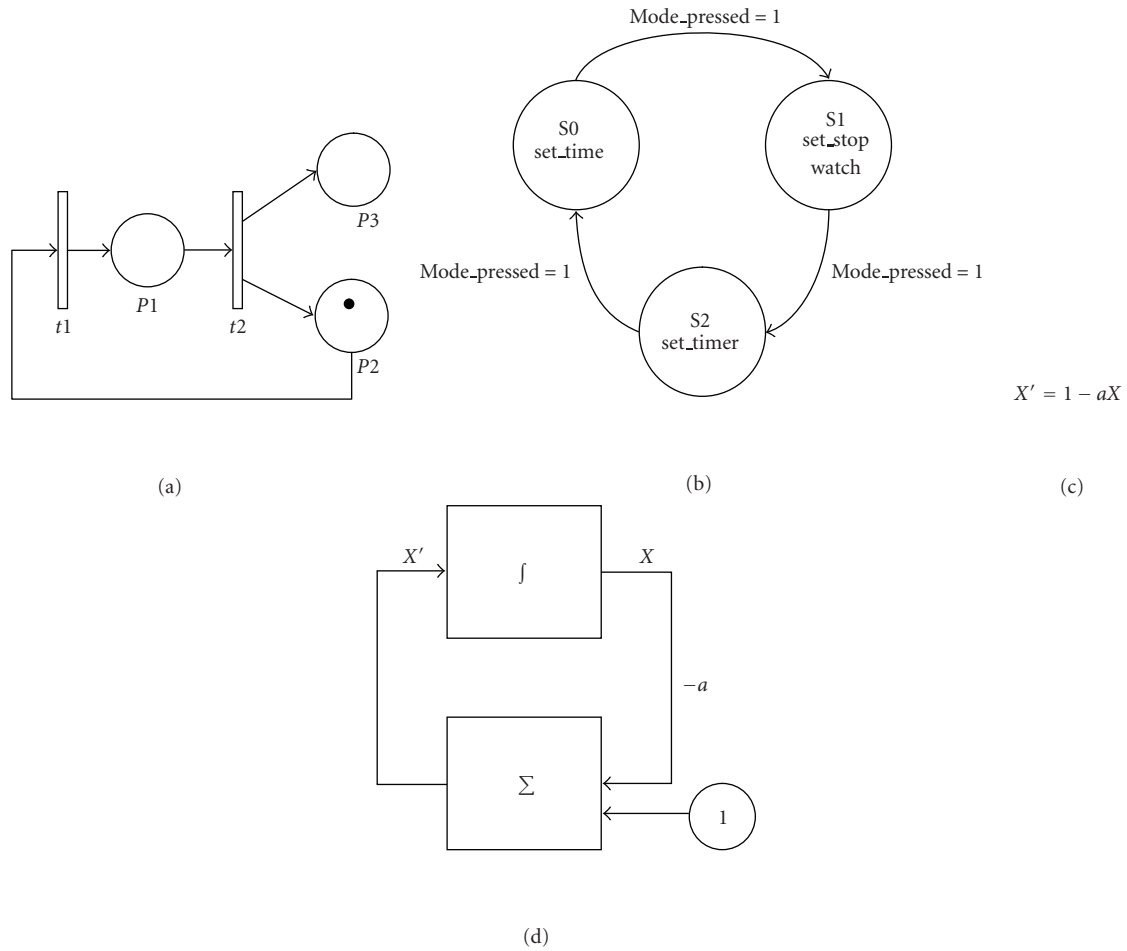 Mode_pressed = 1
S0
set_time
S1
set_stop
watch
P3
Mode_pressed = 1
Mode_pressed = 1
P1
t1
t2
S2
set_timer
P2
X′ = 1 − aX
(a)
(b)
(c)
X′
∫
X
−a
∑
1
(d)